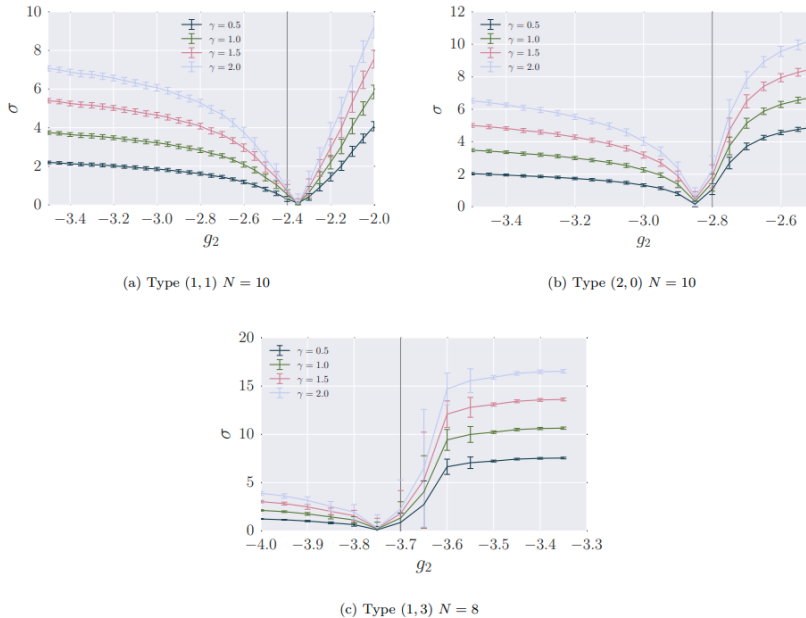 10
8
6
4
2
0
σ
γ = 0.5
γ = 1.0
γ = 1.5
γ = 2.0
−3.4 −3.2 −3.0 −2.8 −2.6 −2.4 −2.2 −2.0
g₂
(a) Type (1, 1) N = 10
12
10
8
6
4
2
0
σ
γ = 0.5
γ = 1.0
γ = 1.5
γ = 2.0
−3.4 −3.2 −3.0 −2.8 −2.6
g₂
(b) Type (2, 0) N = 10
20
15
10
5
0
σ
γ = 0.5
γ = 1.0
γ = 1.5
γ = 2.0
−4.0 −3.9 −3.8 −3.7 −3.6 −3.5 −3.4 −3.3
g₂
(c) Type (1, 3) N = 8